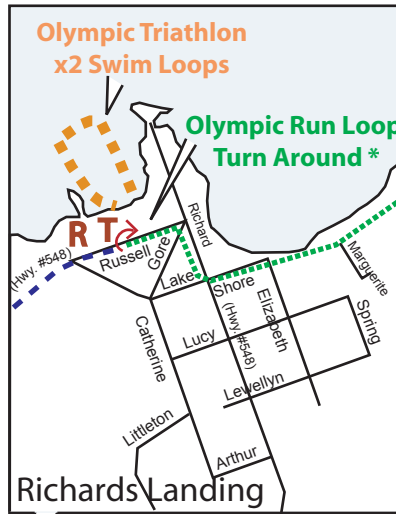 Olympic Triathlon
x2 Swim Loops
Olympic Run Loop
Turn Around *
R T
(Hwy. #548)
Russell
Gore
Richard
Lake
Shore
(Hwy. #548)
Elizabeth
Marguerite
Spring
Catherine
Lucy
Lewellyn
Littleton
Arthur
Richards Landing